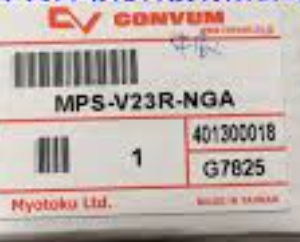 CONVUM
MPS-V23R-NGA
1
401300018
G7825
Myotoku Ltd.
MADE IN TAIWAN